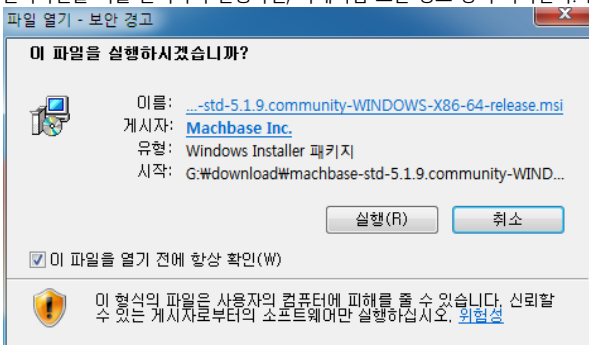 파일 열기 - 보안 경고
이 파일을 실행하시겠습니까?
이름: ...-std-5.1.9.community-WINDOWS-X86-64-release.msi
게시자: Machbase Inc.
유형: Windows Installer 패키지
시작: G:₩download₩machbase-std-5.1.9.community-WIND...
실행(R) 취소
이 파일을 열기 전에 항상 확인(W)
이 형식의 파일은 사용자의 컴퓨터에 피해를 줄 수 있습니다. 신뢰할
수 있는 게시자로부터의 소프트웨어만 실행하십시오. 위험성